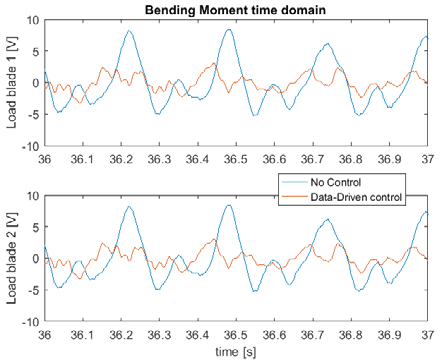 Bending Moment time domain
Load blade 1 [V]
10
5
0
-5
-10
36 36.1 36.2 36.3 36.4 36.5 36.6 36.7 36.8 36.9 37
No Control
Data-Driven control
Load blade 2 [V]
10
5
0
-5
-10
36 36.1 36.2 36.3 36.4 36.5 36.6 36.7 36.8 36.9 37
time [s]